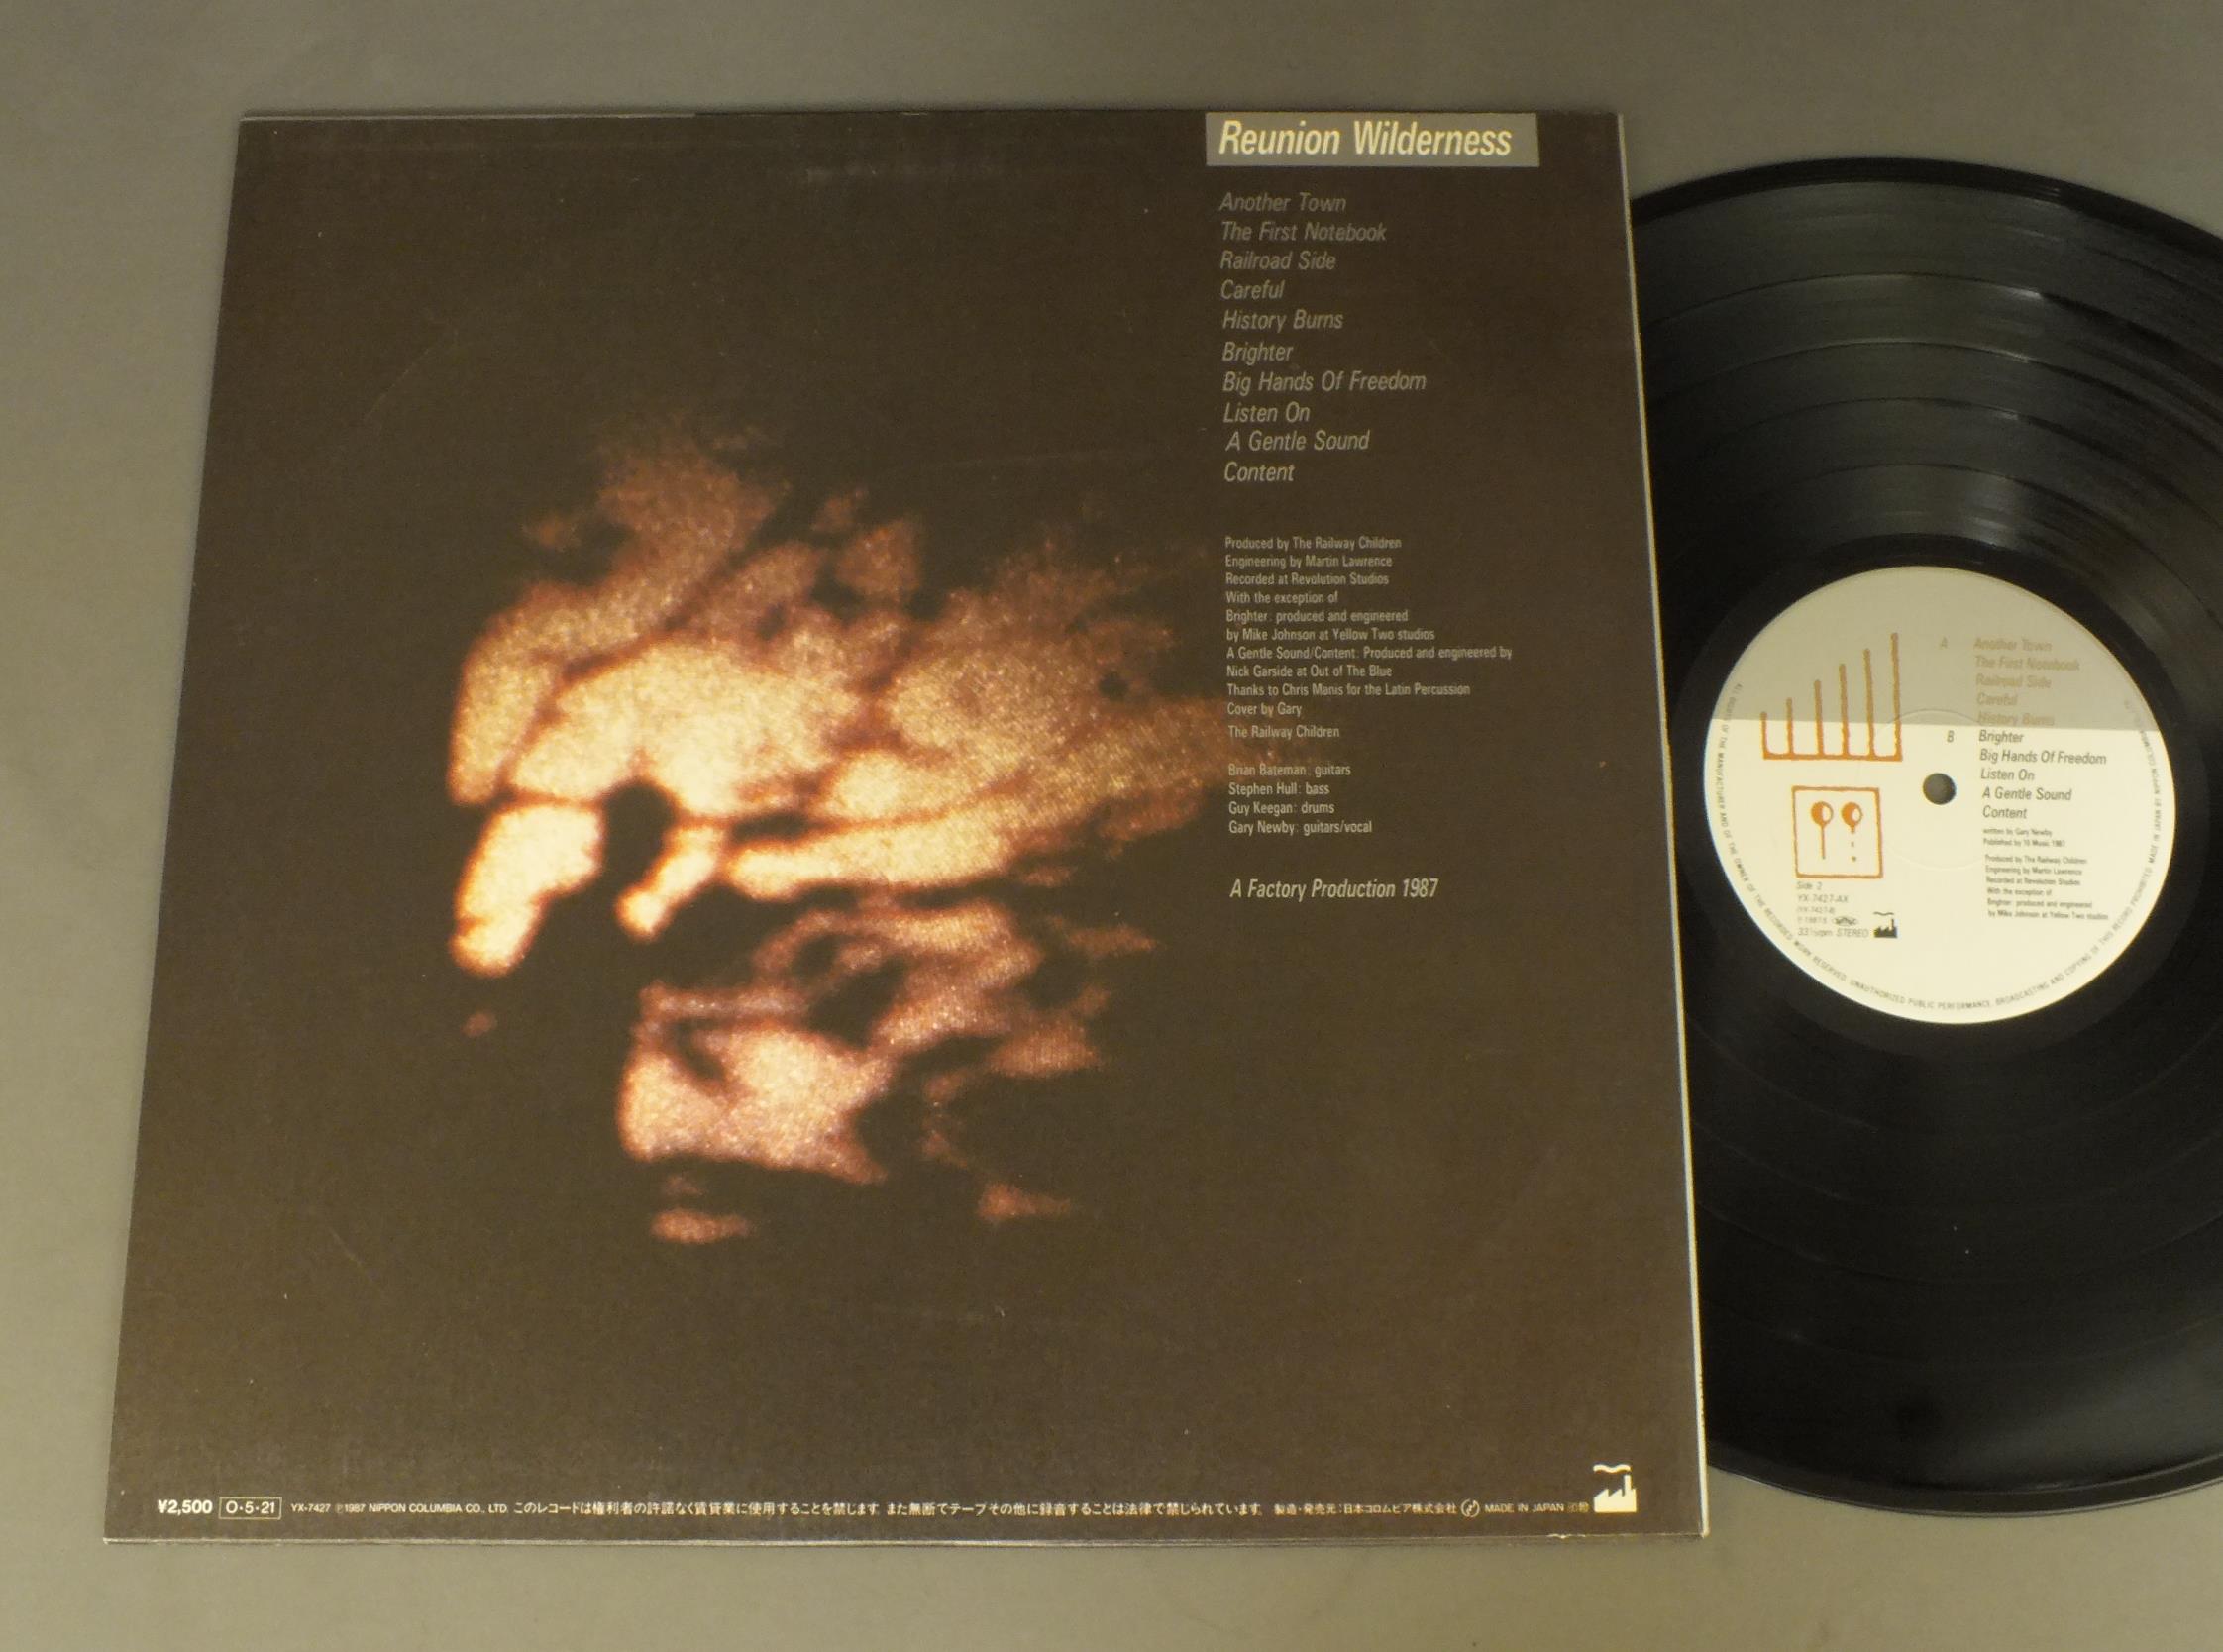 Reunion Wilderness
Another Town
The First Notebook
Railroad Side
Careful
History Burns
Brighter
Big Hands Of Freedom
Listen On
A Gentle Sound
Content
Produced by The Railway Children
Engineering by Martin Lawrence
Recorded at Revolution Studios
With the exception of
Brighter: produced and engineered
by Mike Johnson at Yellow Two studios
A Gentle Sound/Content: Produced and engineered by
Nick Garside at Out of The Blue
Thanks to Chris Manis for the Latin Percussion
Cover by Gary
The Railway Children
Brian Bateman: guitars
Stephen Hull: bass
Guy Keegan: drums
Gary Newby: guitars/vocal
A Factory Production 1987
¥2,500 O·5·21 YX-7427 ℗1987 NIPPON COLUMBIA CO., LTD. このレコードは権利者の許諾なく賃貸業に使用することを禁じます。また無断でテープその他に録音することは法律で禁じられています。 製造・発売元:日本コロムビア株式会社 MADE IN JAPAN
A Another Town
The First Notebook
Railroad Side
Careful
History Burns
B Brighter
Big Hands Of Freedom
Listen On
A Gentle Sound
Content
written by Gary Newby
Produced by The Railway Children
Engineering by Martin Lawrence
Recorded at Revolution Studios
With the exception of
Brighter: produced and engineered
by Mike Johnson at Yellow Two studios
Side 2
YX-7427-AX
33⅓rpm STEREO